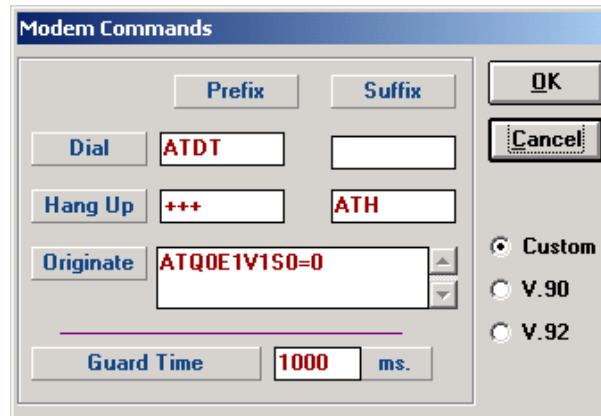 Modem Commands
Prefix Suffix
Dial ATDT
Hang Up +++ ATH
Originate ATQ0E1V1S0=0
Guard Time 1000 ms.
OK
Cancel
Custom
V.90
V.92